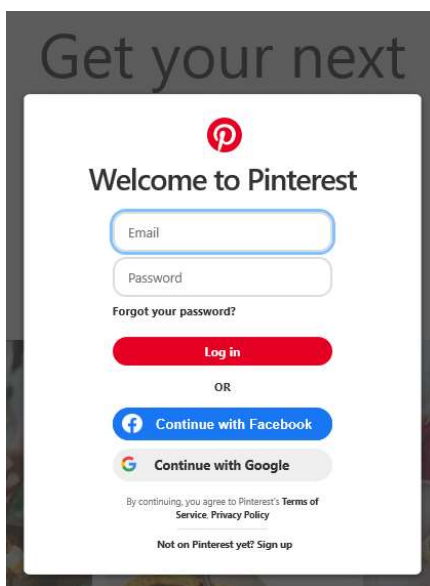 Get your next
Welcome to Pinterest
Email
Password
Forgot your password?
Log in
OR
Continue with Facebook
Continue with Google
By continuing, you agree to Pinterest's Terms of
Service, Privacy Policy
Not on Pinterest yet? Sign up